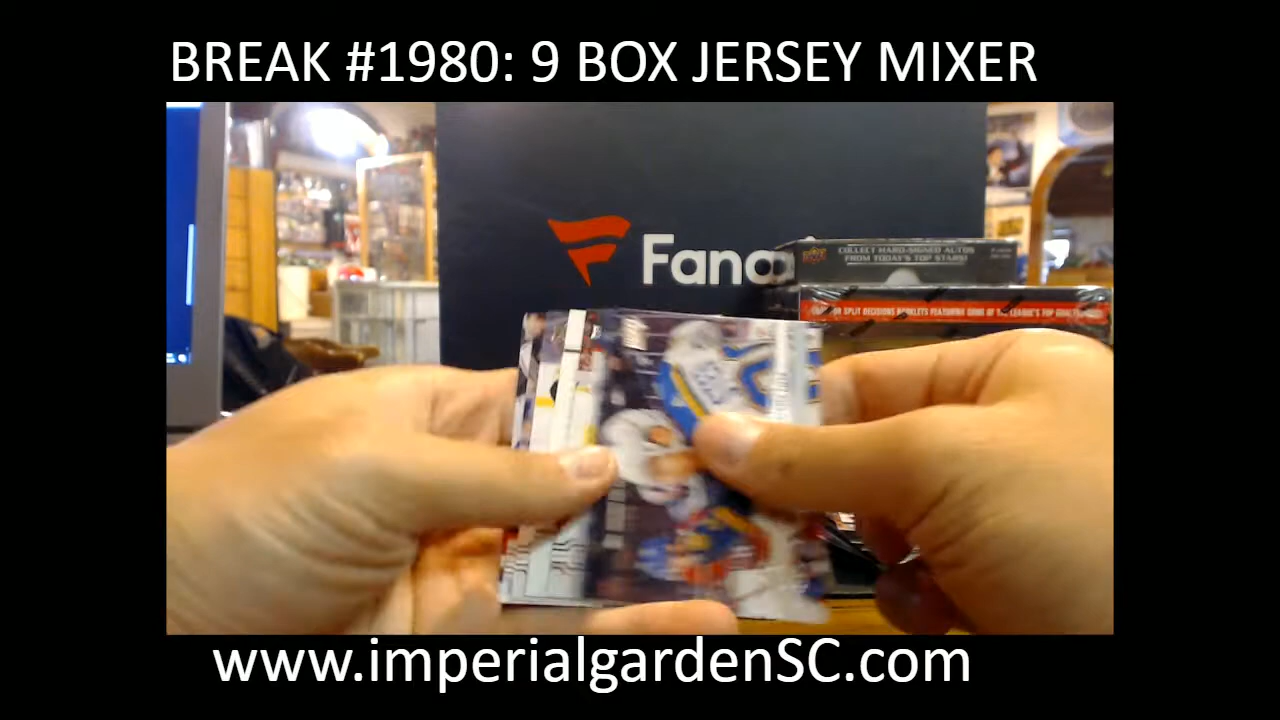 BREAK #1980: 9 BOX JERSEY MIXER
Fana
COLLECT HARD-SIGNED AUTOS
FROM TODAY'S TOP STARS!
SPLIT DECISIONS BOOKLETS FEATURING SOME OF THE LEAGUE'S TOP
www.imperialgardenSC.com